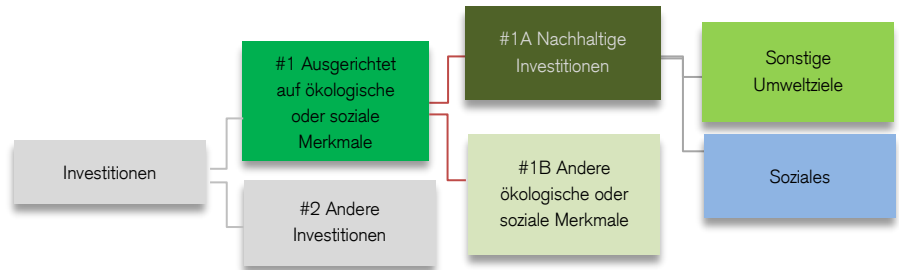 Investitionen
#1 Ausgerichtet
auf ökologische
oder soziale
Merkmale
#2 Andere
Investitionen
#1A Nachhaltige
Investitionen
#1B Andere
ökologische oder
soziale Merkmale
Sonstige
Umweltziele
Soziales